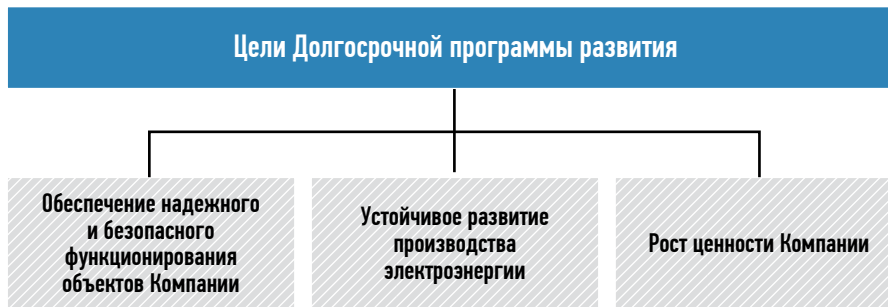 Цели Долгосрочной программы развития
Обеспечение надежного
и безопасного
функционирования
объектов Компании
Устойчивое развитие
производства
электроэнергии
Рост ценности Компании